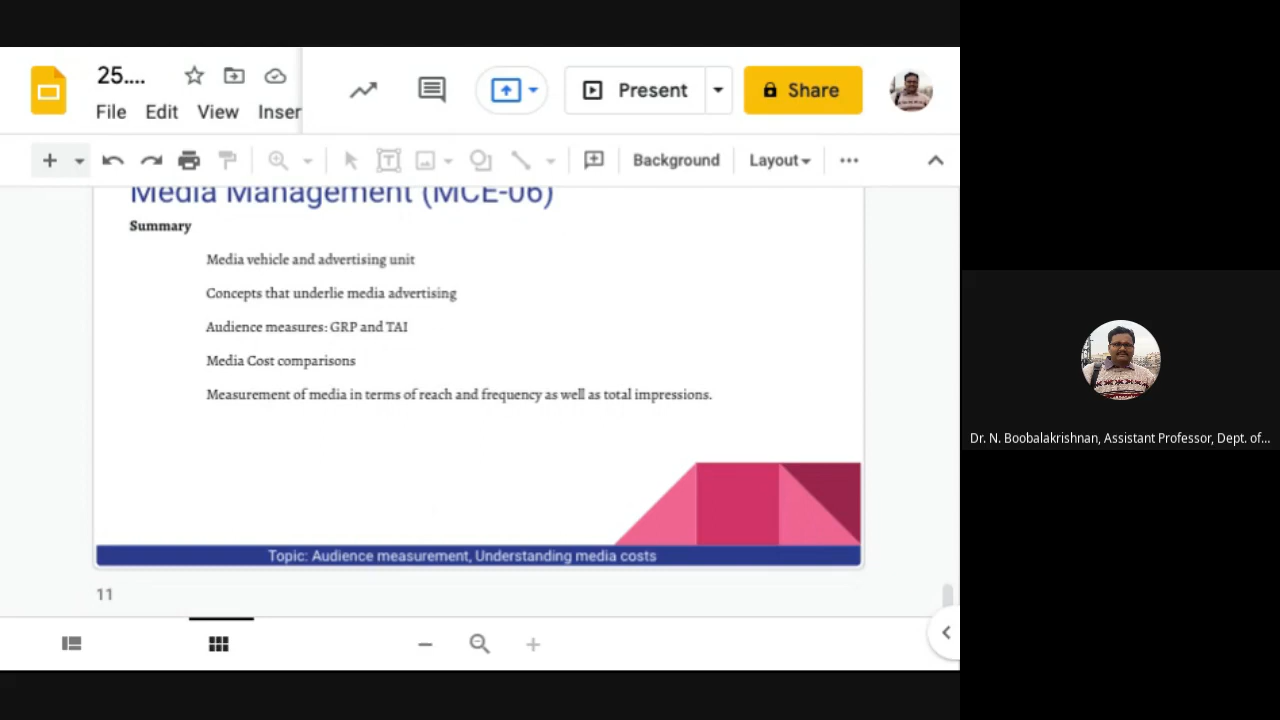 25....
File Edit View Inser
Present
Share
Background Layout
Media Management (MCE-06)
Summary
Media vehicle and advertising unit
Concepts that underlie media advertising
Audience measures: GRP and TAI
Media Cost comparisons
Measurement of media in terms of reach and frequency as well as total impressions.
Topic: Audience measurement, Understanding media costs
11
Dr. N. Boobalakrishnan, Assistant Professor, Dept. of...